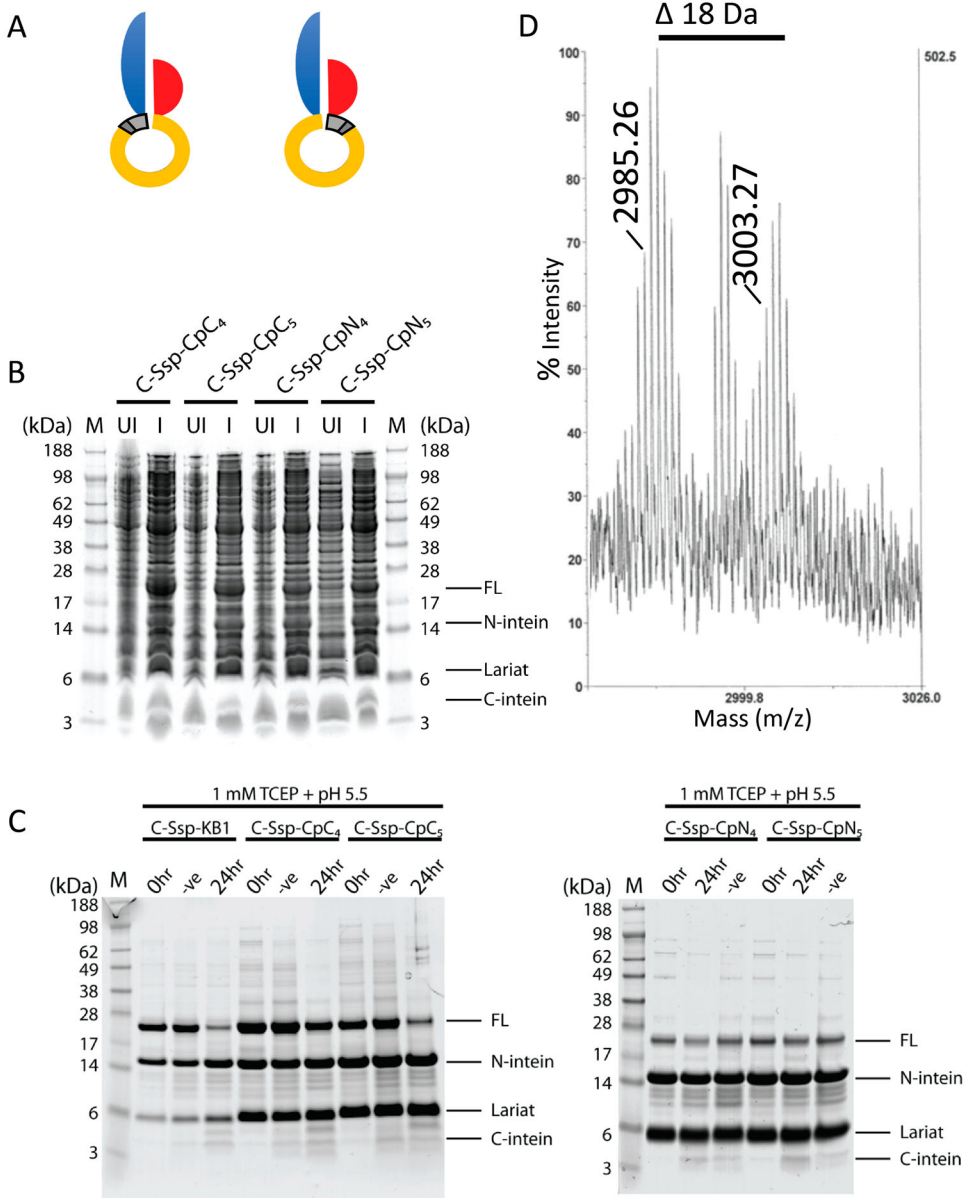 A
B
C-Ssp-CpC₄
C-Ssp-CpC₅
C-Ssp-CpN₄
C-Ssp-CpN₅
(kDa) M UI I UI I UI I UI I M (kDa)
188 188
98 98
62 62
49 49
38 38
28 28
FL
17 17
N-intein
14 14
Lariat
6 6
C-intein
3 3
D
Δ 18 Da
100
502.5
90
80
70
60
50
40
30
20
10
0
% Intensity
2985.26
3003.27
2999.8
3026.0
Mass (m/z)
C
1 mM TCEP + pH 5.5
C-Ssp-KB1 C-Ssp-CpC₄ C-Ssp-CpC₅
(kDa) M 0hr -ve 24hr 0hr -ve 24hr 0hr -ve 24hr
188
98
62
49
38
28
FL
17
N-intein
14
Lariat
6
C-intein
3
1 mM TCEP + pH 5.5
C-Ssp-CpN₄ C-Ssp-CpN₅
(kDa) M 0hr 24hr -ve 0hr 24hr -ve
188
98
62
49
38
28
FL
17
N-intein
14
Lariat
6
C-intein
3